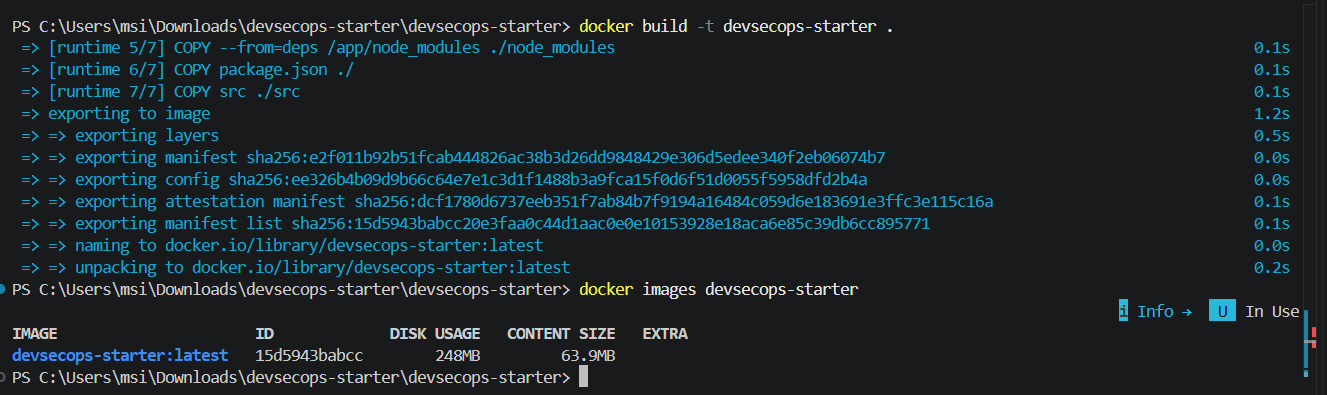 PS C:\Users\msi\Downloads\devsecops-starter\devsecops-starter> docker build -t devsecops-starter .
=> [runtime 5/7] COPY --from=deps /app/node_modules ./node_modules 0.1s
=> [runtime 6/7] COPY package.json ./ 0.1s
=> [runtime 7/7] COPY src ./src 0.1s
=> exporting to image 1.2s
=> => exporting layers 0.5s
=> => exporting manifest sha256:e2f011b92b51fcab444826ac38b3d26dd9848429e306d5edee340f2eb06074b7 0.0s
=> => exporting config sha256:ee326b4b09d9b66c64e7e1c3d1f1488b3a9fca15f0d6f51d0055f5958dfd2b4a 0.0s
=> => exporting attestation manifest sha256:dcf1780d6737eeb351f7ab84b7f9194a16484c059d6e183691e3ffc3e115c16a 0.1s
=> => exporting manifest list sha256:15d5943babcc20e3faa0c44d1aac0e0e10153928e18aca6e85c39db6cc895771 0.1s
=> => naming to docker.io/library/devsecops-starter:latest 0.0s
=> => unpacking to docker.io/library/devsecops-starter:latest 0.2s
PS C:\Users\msi\Downloads\devsecops-starter\devsecops-starter> docker images devsecops-starter
i Info → U In Use
IMAGE ID DISK USAGE CONTENT SIZE EXTRA
devsecops-starter:latest 15d5943babcc 248MB 63.9MB
PS C:\Users\msi\Downloads\devsecops-starter\devsecops-starter>